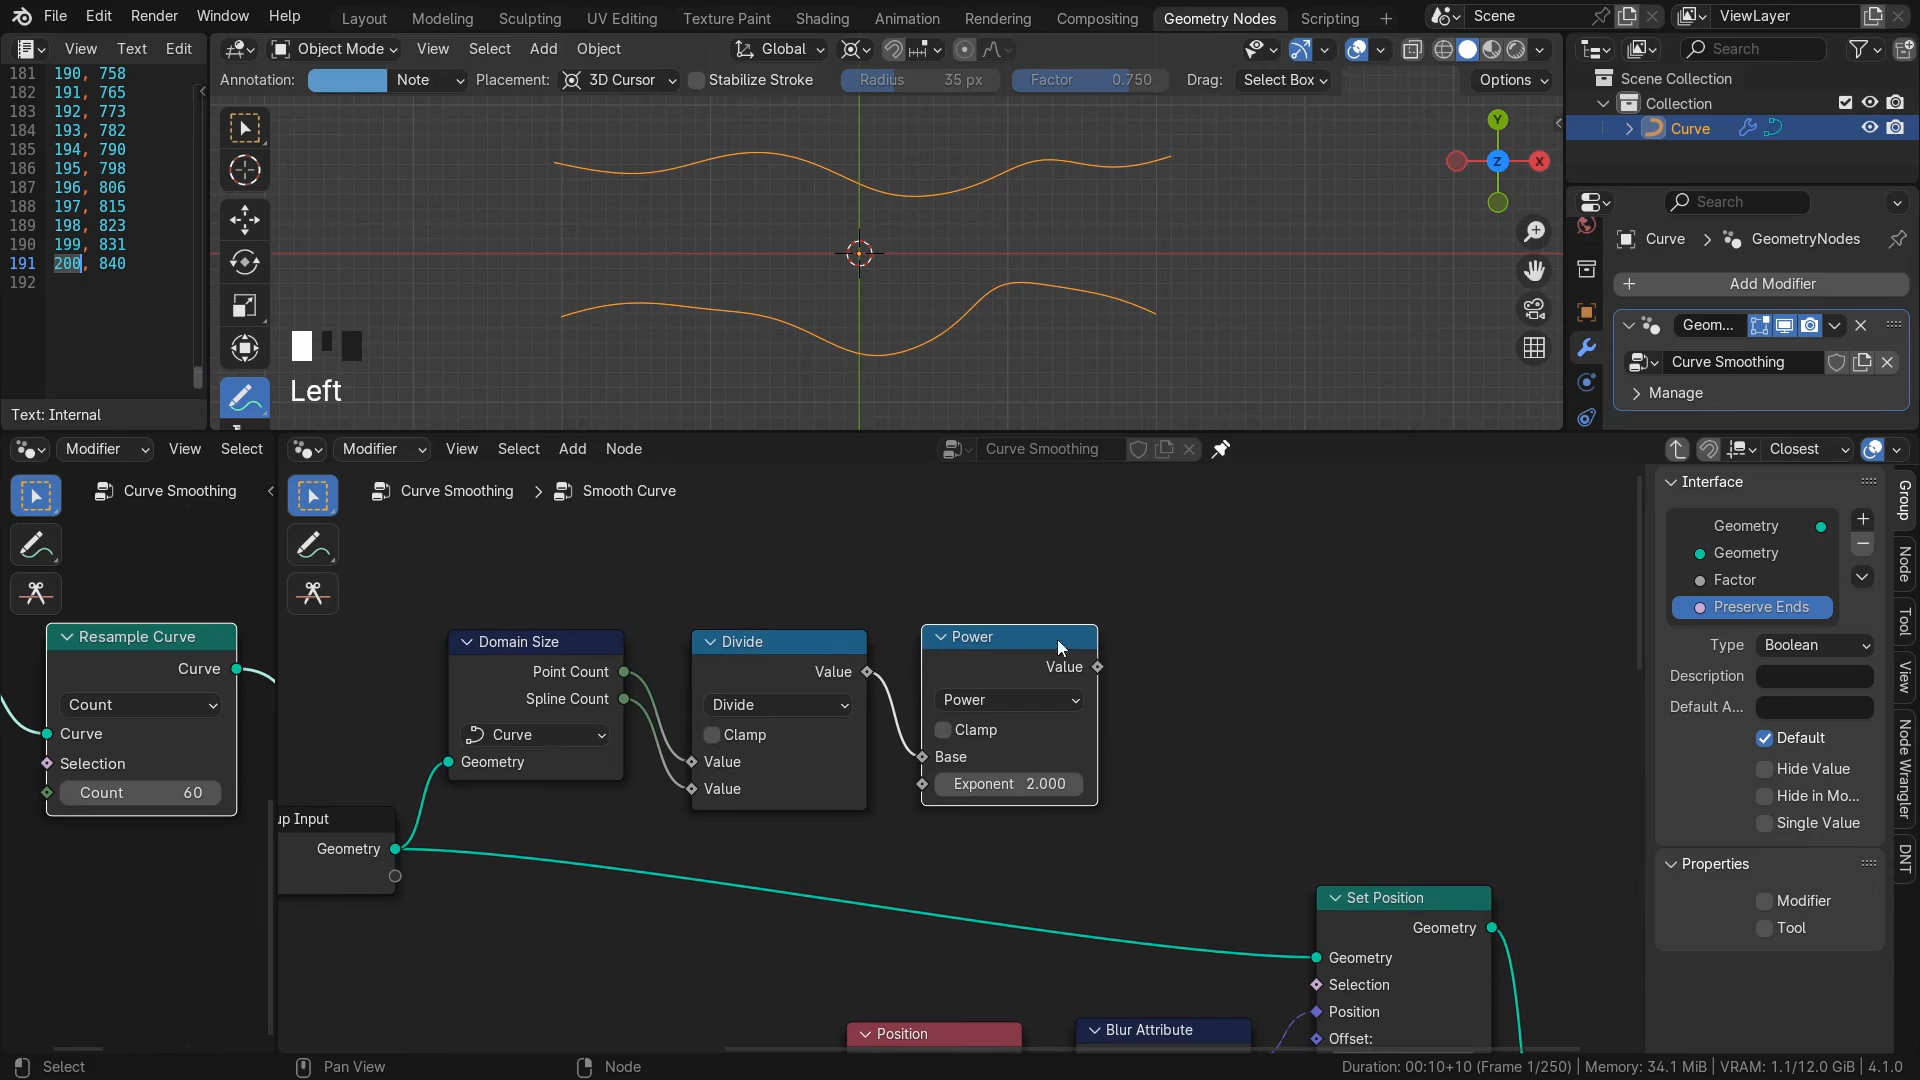 File Edit Render Window Help Layout Modeling Sculpting UV Editing Texture Paint Shading Animation Rendering Compositing Geometry Nodes Scripting + Scene ViewLayer
View Text Edit Object Mode View Select Add Object Global Search
Annotation: Note Placement: 3D Cursor Stabilize Stroke Radius 35 px Factor 0.750 Drag: Select Box Options
Scene Collection
Collection
Curve
181 190, 758
182 191, 765
183 192, 773
184 193, 782
185 194, 790
186 195, 798
187 196, 806
188 197, 815
189 198, 823
190 199, 831
191 200, 840
192
Text: Internal
Y
X
Z
Left
Search
Curve > GeometryNodes
+ Add Modifier
Geom...
Curve Smoothing
Manage
Modifier View Select
Curve Smoothing
Resample Curve
Curve
Count
Curve
Selection
Count 60
Modifier View Select Add Node Curve Smoothing Closest
Curve Smoothing > Smooth Curve
Domain Size
Point Count
Spline Count
Curve
Geometry
Divide
Value
Divide
Clamp
Value
Value
Power
Value
Power
Clamp
Base
Exponent 2.000
up Input
Geometry
Set Position
Geometry
Geometry
Selection
Position
Offset:
Position
Blur Attribute
Interface
Geometry
Geometry
Factor
Preserve Ends
Type Boolean
Description
Default A...
Default
Hide Value
Hide in Mo...
Single Value
Properties
Modifier
Tool
Group
Node
Tool
View
Node Wrangler
DNT
Select Pan View Node Duration: 00:10+10 (Frame 1/250) | Memory: 34.1 MiB | VRAM: 1.1/12.0 GiB | 4.1.0